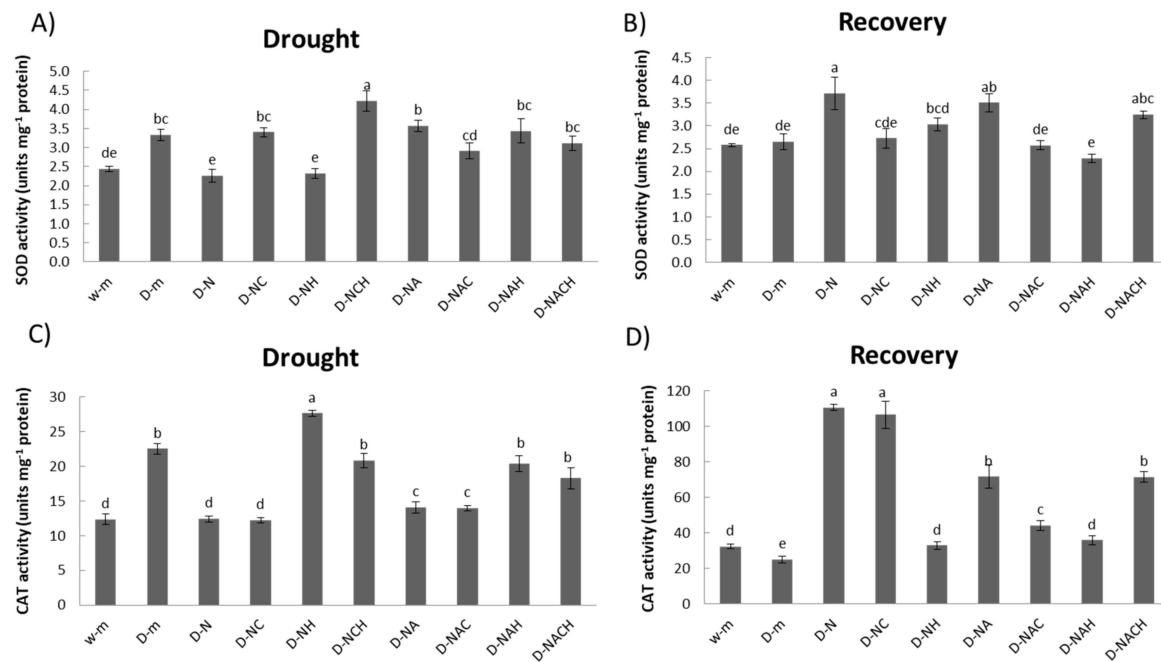 A)
Drought
SOD activity (units mg⁻¹ protein)
5.0
4.5
4.0
3.5
3.0
2.5
2.0
1.5
1.0
0.5
0.0
de bc e bc e a b cd bc bc
w-m D-m D-N D-NC D-NH D-NCH D-NA D-NAC D-NAH D-NACH
B)
Recovery
SOD activity (units mg⁻¹ protein)
4.5
4.0
3.5
3.0
2.5
2.0
1.5
1.0
0.5
0.0
de de a cde bcd ab de e abc
w-m D-m D-N D-NC D-NH D-NA D-NAC D-NAH D-NACH
C)
Drought
CAT activity (units mg⁻¹ protein)
30
25
20
15
10
5
0
d b d d a b c c b b
w-m D-m D-N D-NC D-NH D-NCH D-NA D-NAC D-NAH D-NACH
D)
Recovery
CAT activity (units mg⁻¹ protein)
120
100
80
60
40
20
0
d e a a d b c d b
w-m D-m D-N D-NC D-NH D-NA D-NAC D-NAH D-NACH